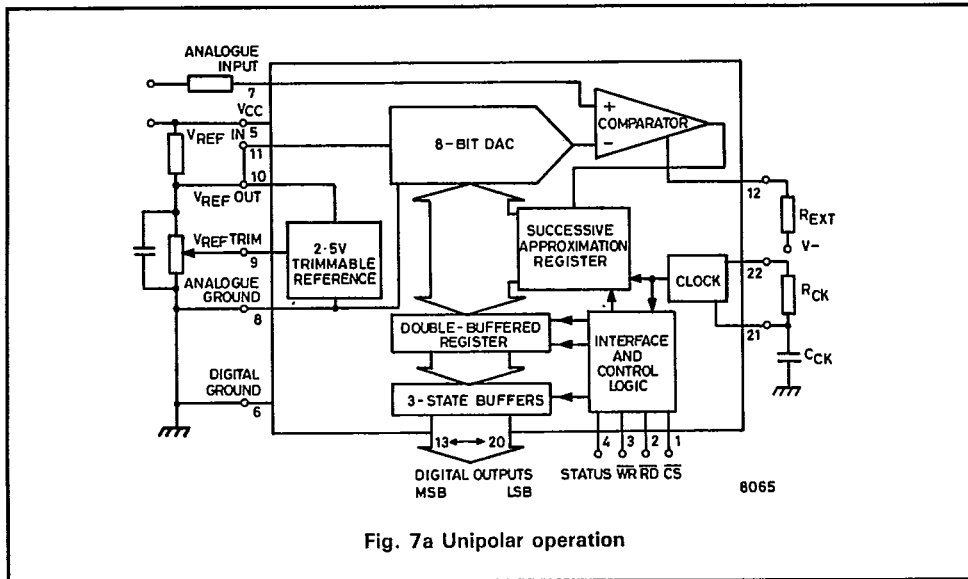 ANALOGUE
INPUT
7
VCC
5
VREF IN
11
10
VREF OUT
VREF TRIM
9
ANALOGUE
GROUND
8
DIGITAL
GROUND
6
8-BIT DAC
+
-
COMPARATOR
2·5V
TRIMMABLE
REFERENCE
SUCCESSIVE
APPROXIMATION
REGISTER
CLOCK
12
REXT
V-
22
RCK
21
CCK
DOUBLE-BUFFERED
REGISTER
INTERFACE
AND
CONTROL
LOGIC
3-STATE BUFFERS
13 20
4 3 2 1
DIGITAL OUTPUTS
MSB LSB
STATUS W̅R̅ R̅D̅ C̅S̅
8065
Fig. 7a Unipolar operation